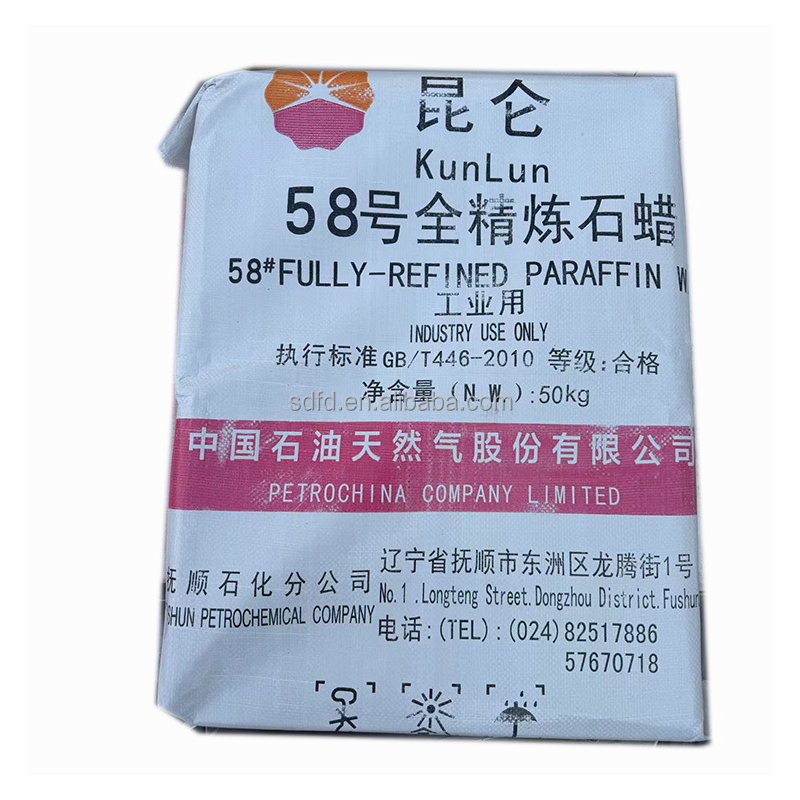 昆仑
KunLun
58号全精炼石蜡
58#FULLY-REFINED PARAFFIN W
工业用
INDUSTRY USE ONLY
执行标准GB/T446-2010 等级:合格
净含量 (N.W.):50kg
sdfd.en.alibaba.com
中国石油天然气股份有限公司
PETROCHINA COMPANY LIMITED
抚顺石化分公司
SHUN PETROCHEMICAL COMPANY
辽宁省抚顺市东洲区龙腾街1号
No.1.Longteng Street.Dongzhou District.Fushun
电话:(TEL):(024)82517886
57670718